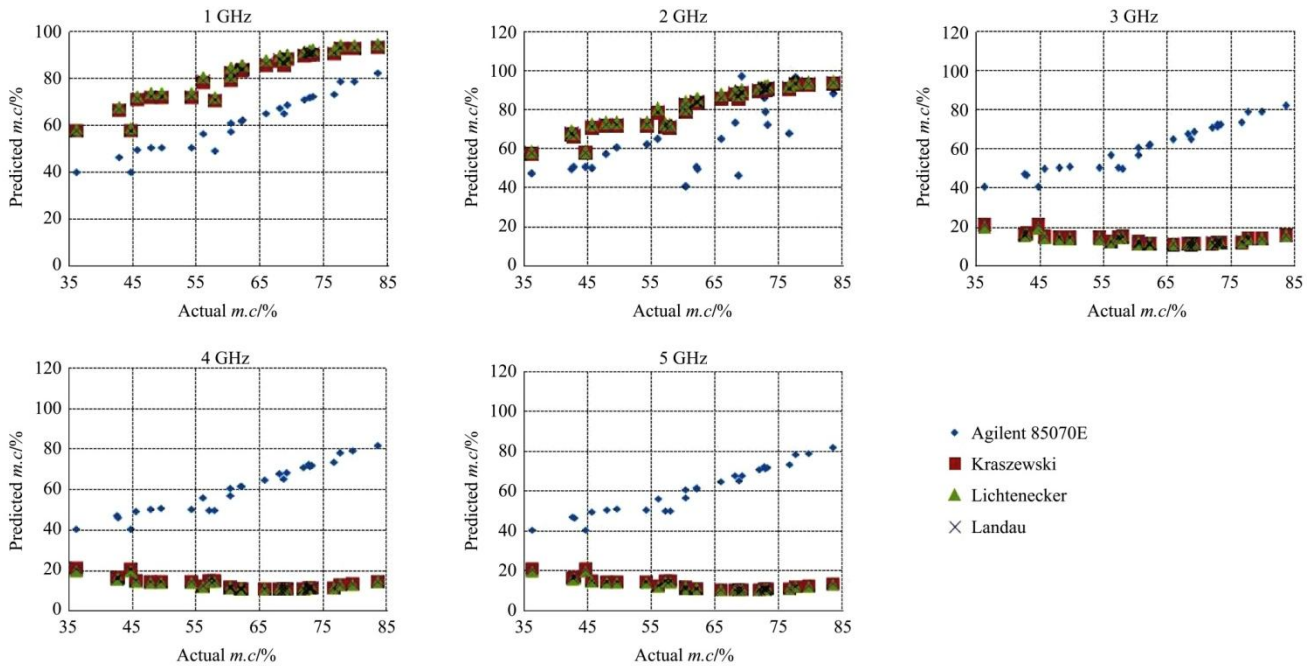 1 GHz
Predicted m.c/%
100
80
60
40
20
0
35 45 55 65 75 85
Actual m.c/%
2 GHz
Predicted m.c/%
120
100
80
60
40
20
0
35 45 55 65 75 85
Actual m.c/%
3 GHz
Predicted m.c/%
120
100
80
60
40
20
0
35 45 55 65 75 85
Actual m.c/%
4 GHz
Predicted m.c/%
120
100
80
60
40
20
0
35 45 55 65 75 85
Actual m.c/%
5 GHz
Predicted m.c/%
120
100
80
60
40
20
0
35 45 55 65 75 85
Actual m.c/%
Agilent 85070E
Kraszewski
Lichtenecker
Landau